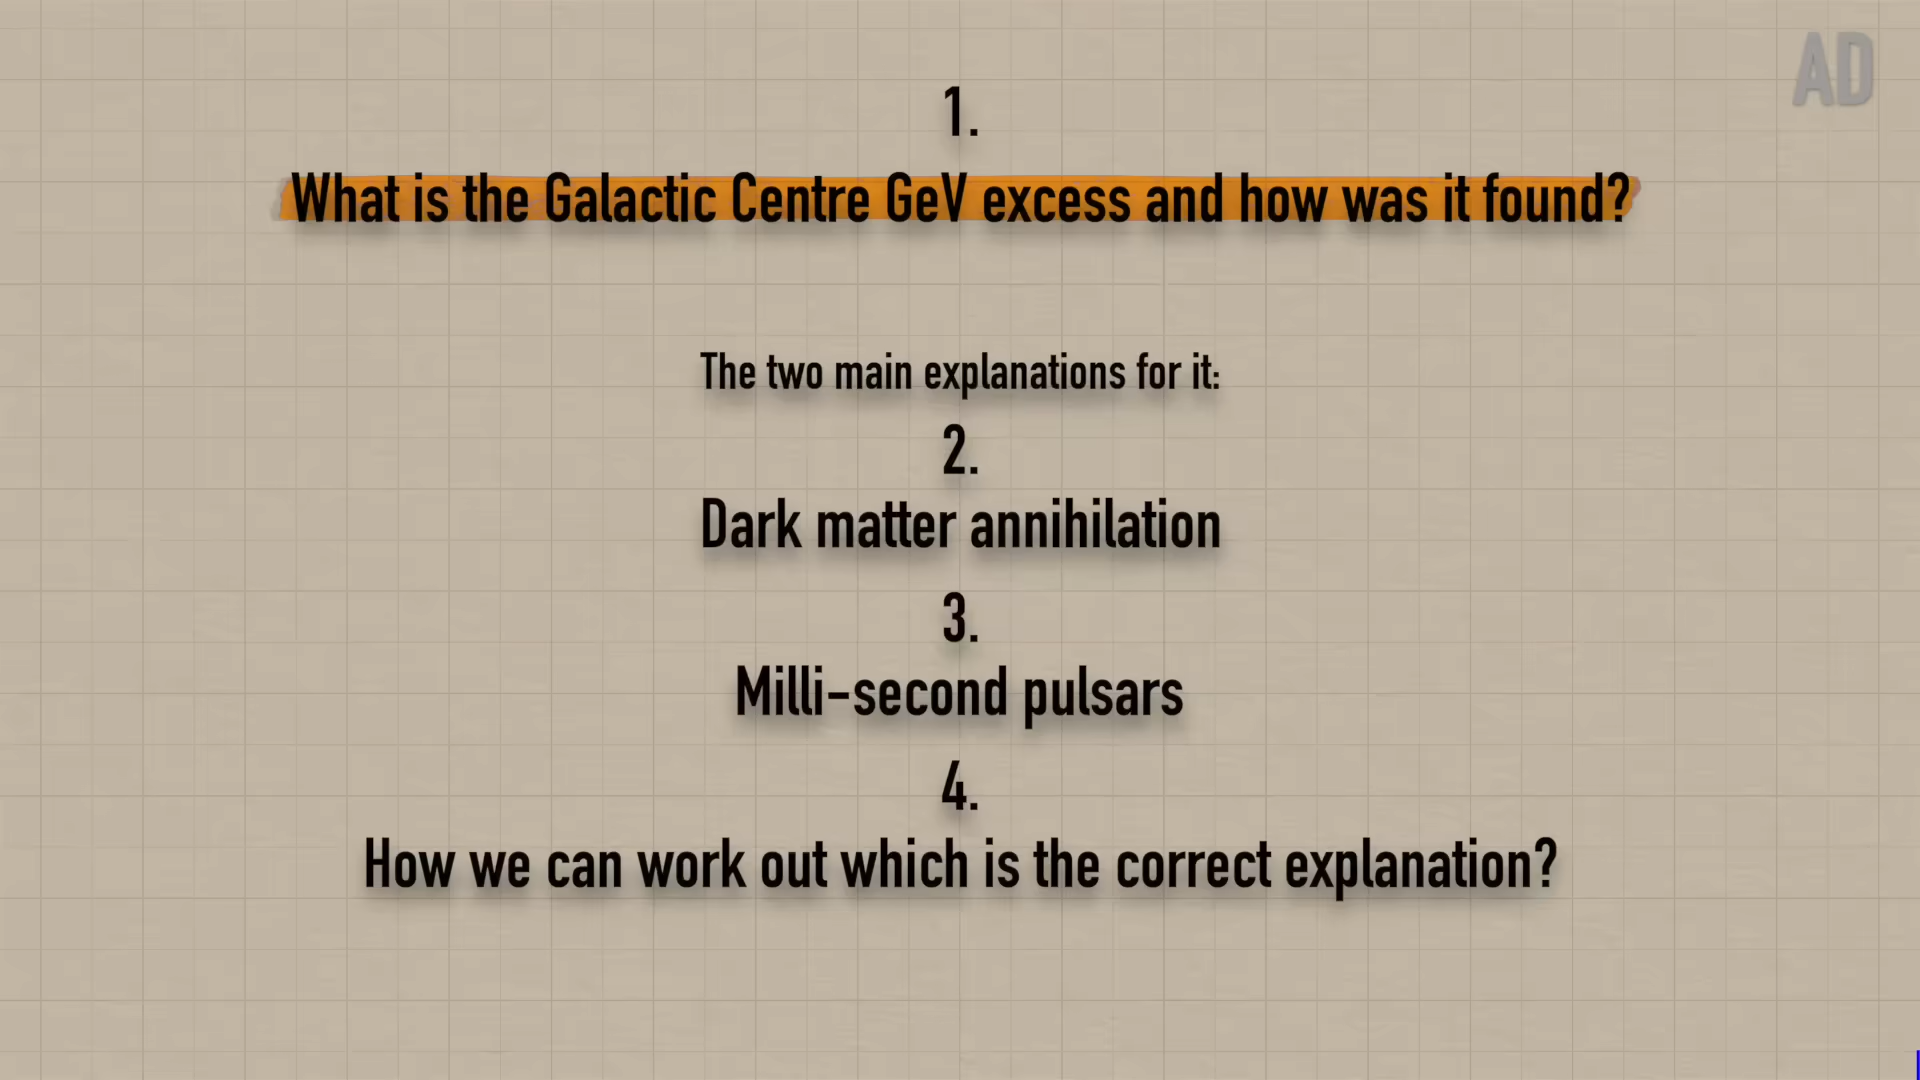 AD
1.
What is the Galactic Centre GeV excess and how was it found?
The two main explanations for it:
2.
Dark matter annihilation
3.
Milli-second pulsars
4.
How we can work out which is the correct explanation?